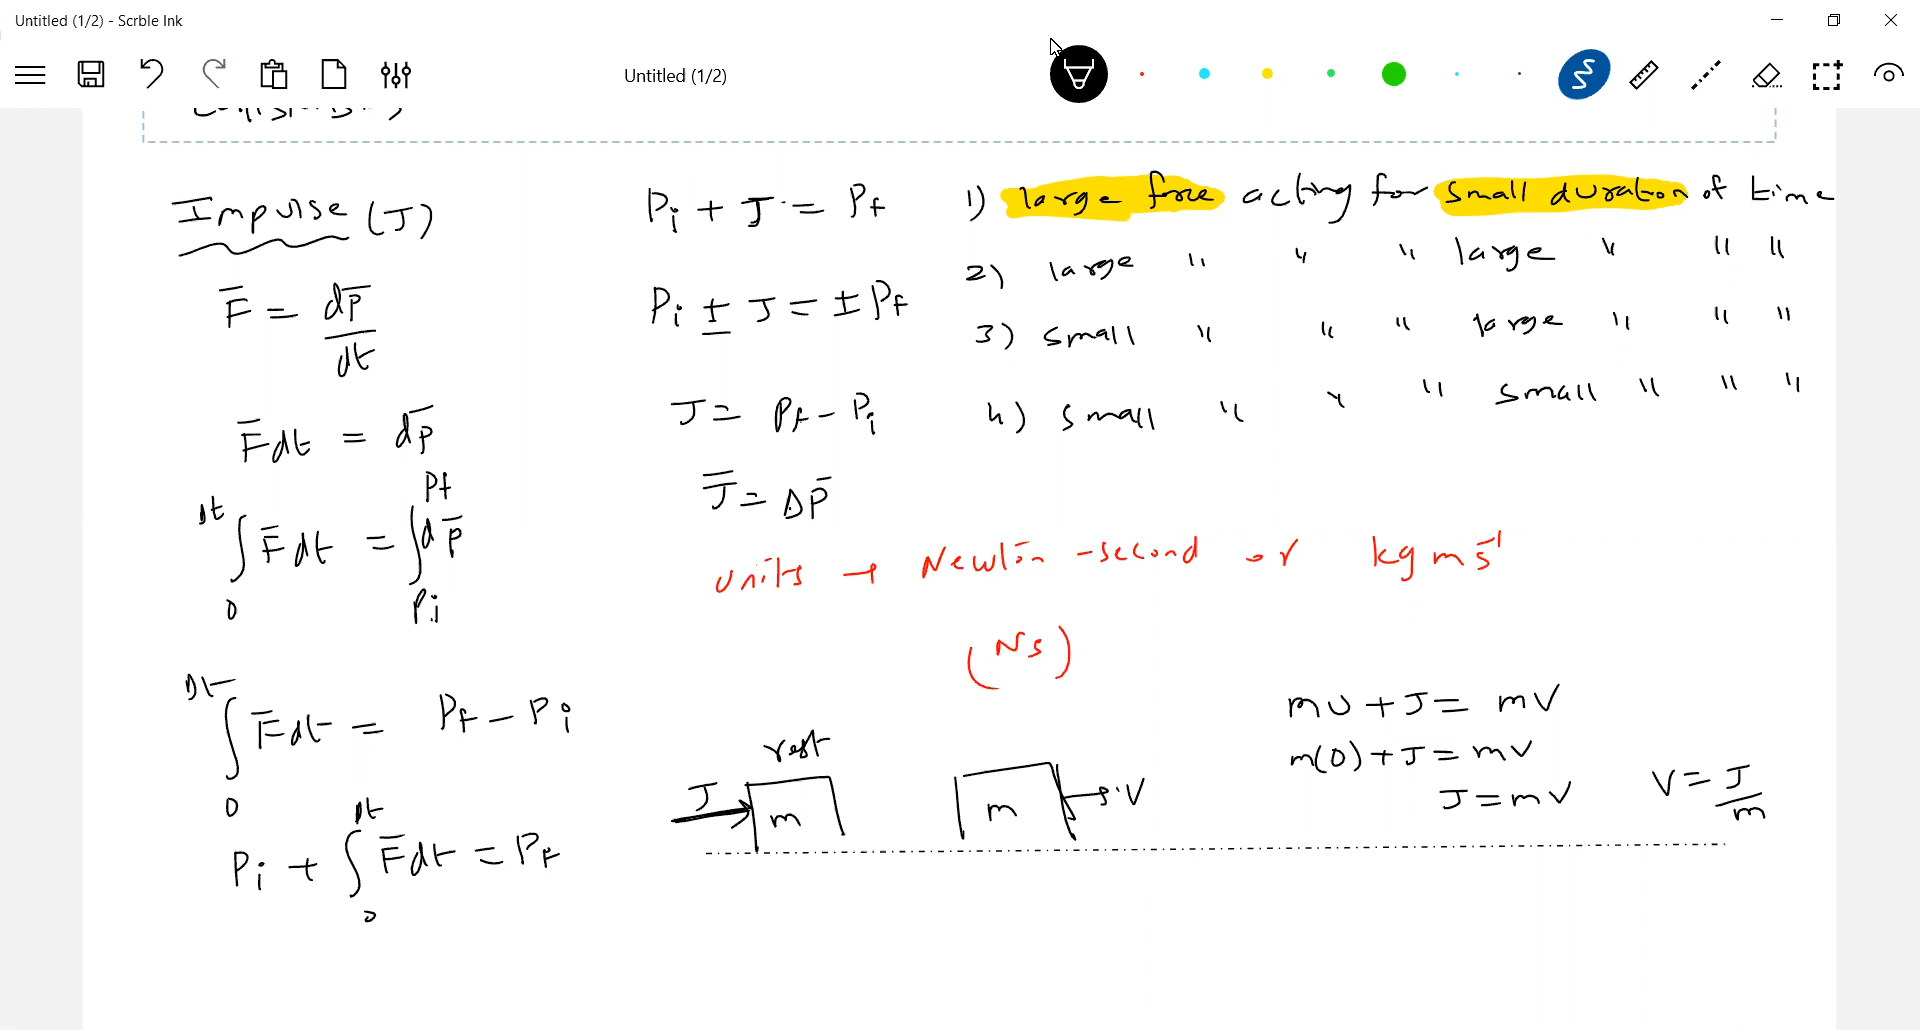 Untitled (1/2) - Scrble Ink
Untitled (1/2)
Impulse (J)
F̄ = dp̄/dt
F̄dt = dp̄
∫₀^Δt F̄dt = ∫_Pi^Pf dp̄
∫₀^Δt F̄dt = Pf - Pi
Pi + ∫₀^Δt F̄dt = Pf
Pi + J = Pf
Pi ± J = ± Pf
J = Pf - Pi
J̄ = ΔP̄
1) large force acting for small duration of time
2) large " " " large " " "
3) small " " " large " " "
4) small " " " small " " "
units → Newton-second or kg m s⁻¹
(Ns)
rest
J
m
m
V
mu + J = mV
m(0) + J = mV
J = mV
V = J/m